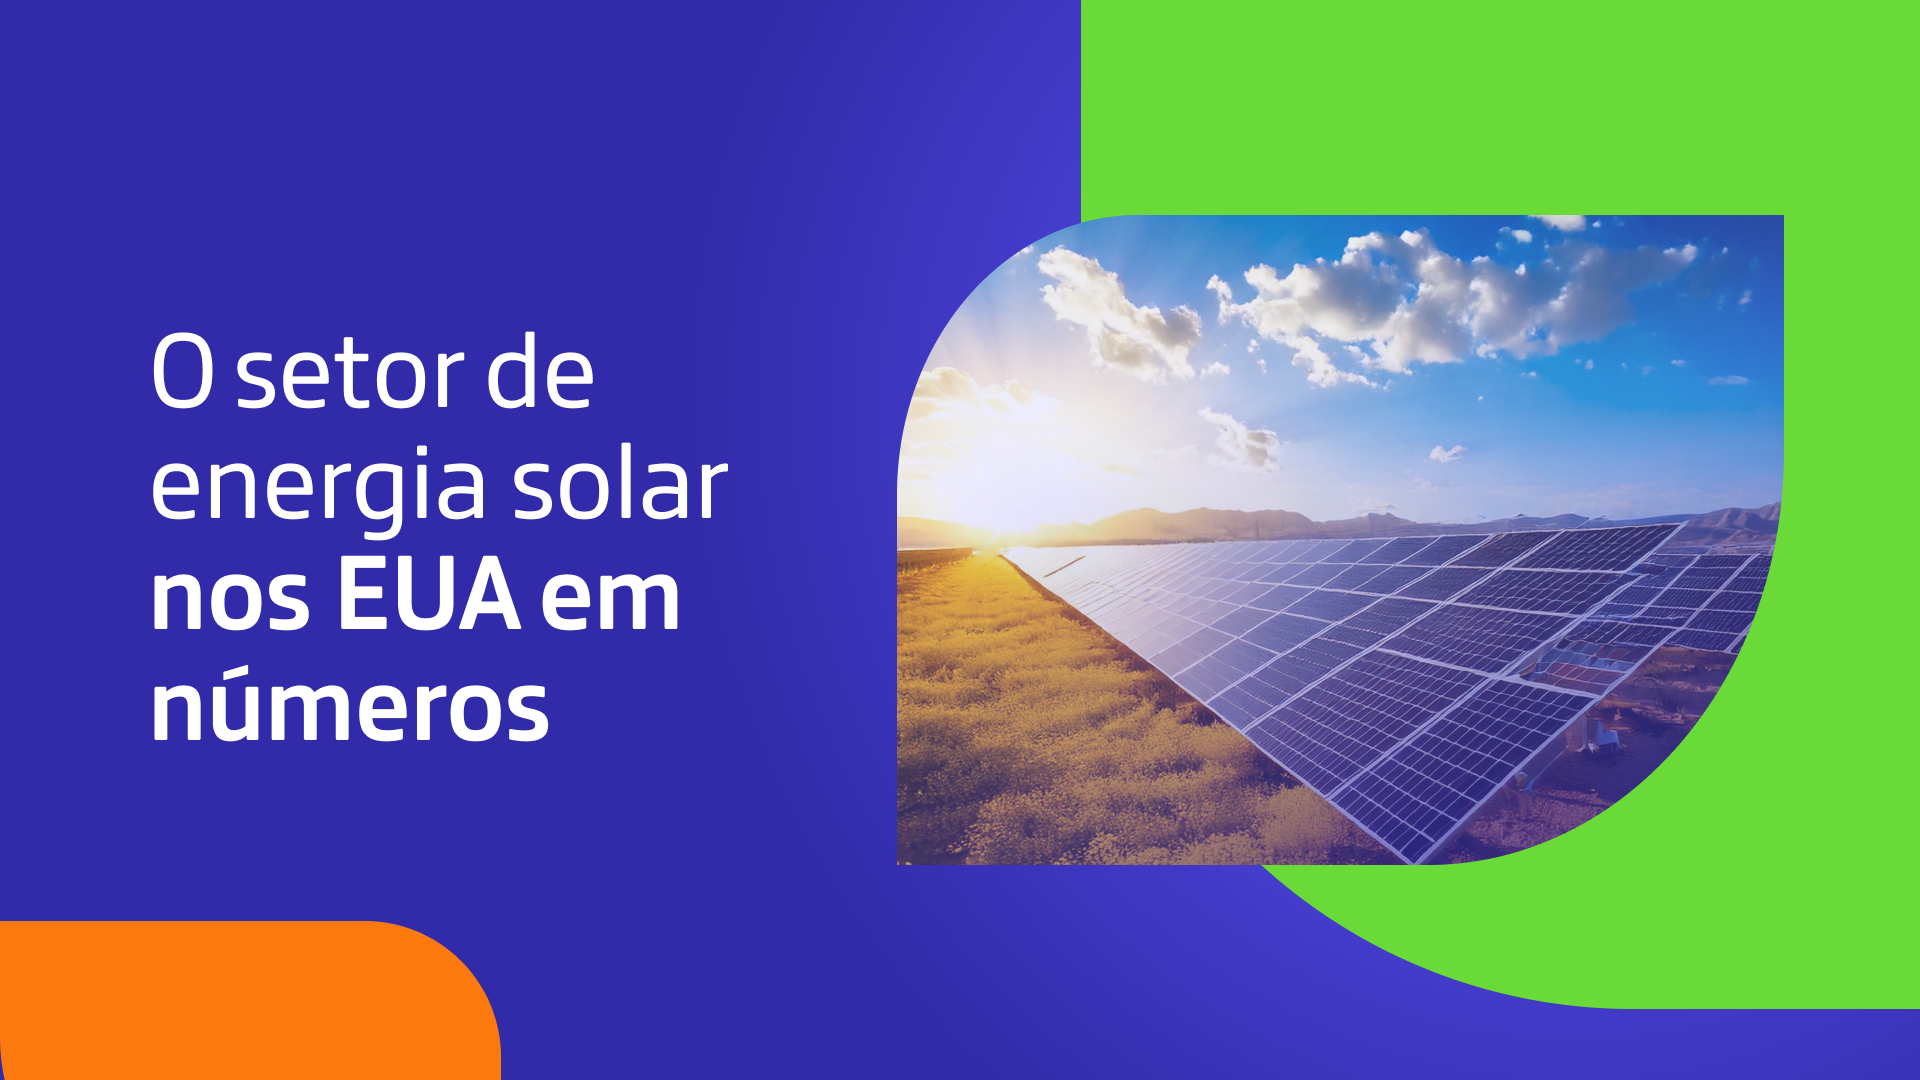 O setor de
energia solar
nos EUA em
números